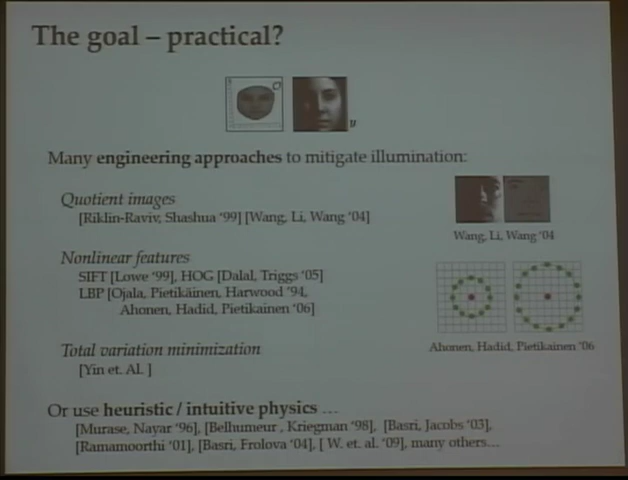 The goal – practical?
Many engineering approaches to mitigate illumination:
Quotient images
[Riklin-Raviv, Shashua '99] [Wang, Li, Wang '04]
Wang, Li, Wang '04
Nonlinear features
SIFT [Lowe '99], HOG [Dalal, Triggs '05]
LBP [Ojala, Pietikäinen, Harwood '94,
Ahonen, Hadid, Pietikainen '06]
Ahonen, Hadid, Pietikainen '06
Total variation minimization
[Yin et. Al. ]
Or use heuristic / intuitive physics ...
[Murase, Nayar '96], [Belhumeur , Kriegman '98], [Basri, Jacobs '03],
[Ramamoorthi '01], [Basri, Frolova '04], [ W. et. al. '09], many others...